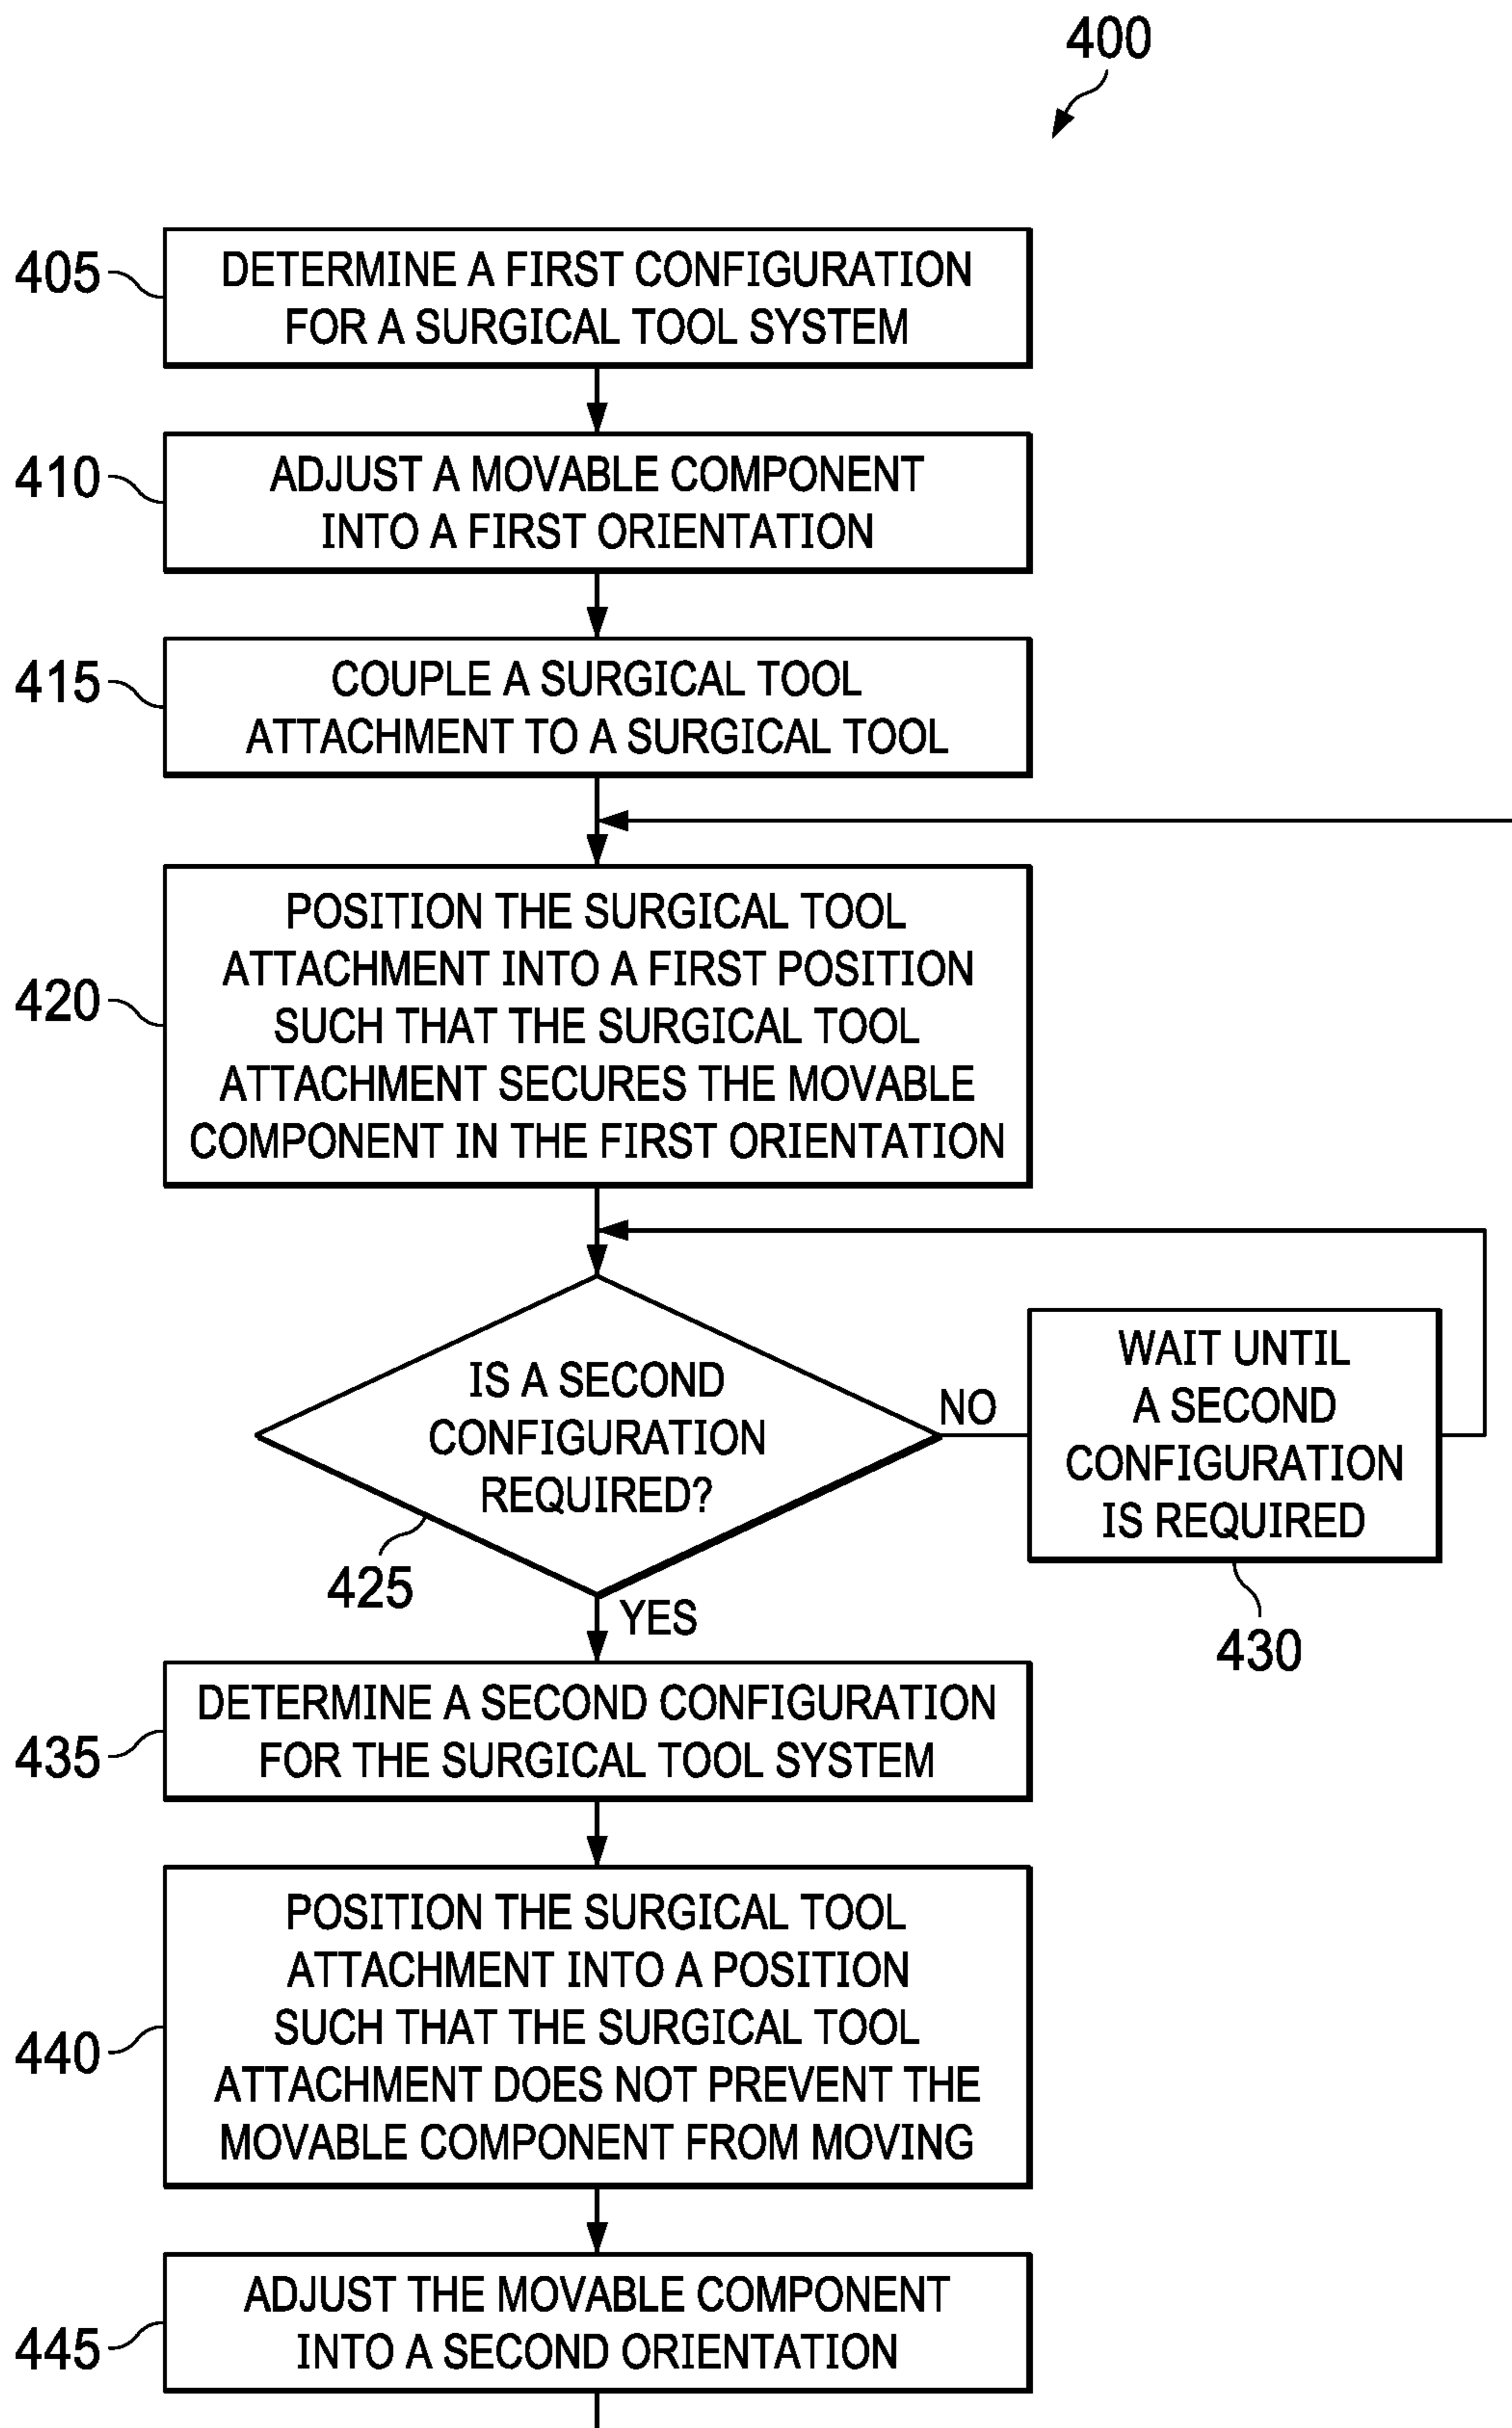 400
405
DETERMINE A FIRST CONFIGURATION
FOR A SURGICAL TOOL SYSTEM
410
ADJUST A MOVABLE COMPONENT
INTO A FIRST ORIENTATION
415
COUPLE A SURGICAL TOOL
ATTACHMENT TO A SURGICAL TOOL
420
POSITION THE SURGICAL TOOL
ATTACHMENT INTO A FIRST POSITION
SUCH THAT THE SURGICAL TOOL
ATTACHMENT SECURES THE MOVABLE
COMPONENT IN THE FIRST ORIENTATION
IS A SECOND
CONFIGURATION
REQUIRED?
425
NO
WAIT UNTIL
A SECOND
CONFIGURATION
IS REQUIRED
430
YES
435
DETERMINE A SECOND CONFIGURATION
FOR THE SURGICAL TOOL SYSTEM
440
POSITION THE SURGICAL TOOL
ATTACHMENT INTO A POSITION
SUCH THAT THE SURGICAL TOOL
ATTACHMENT DOES NOT PREVENT THE
MOVABLE COMPONENT FROM MOVING
445
ADJUST THE MOVABLE COMPONENT
INTO A SECOND ORIENTATION